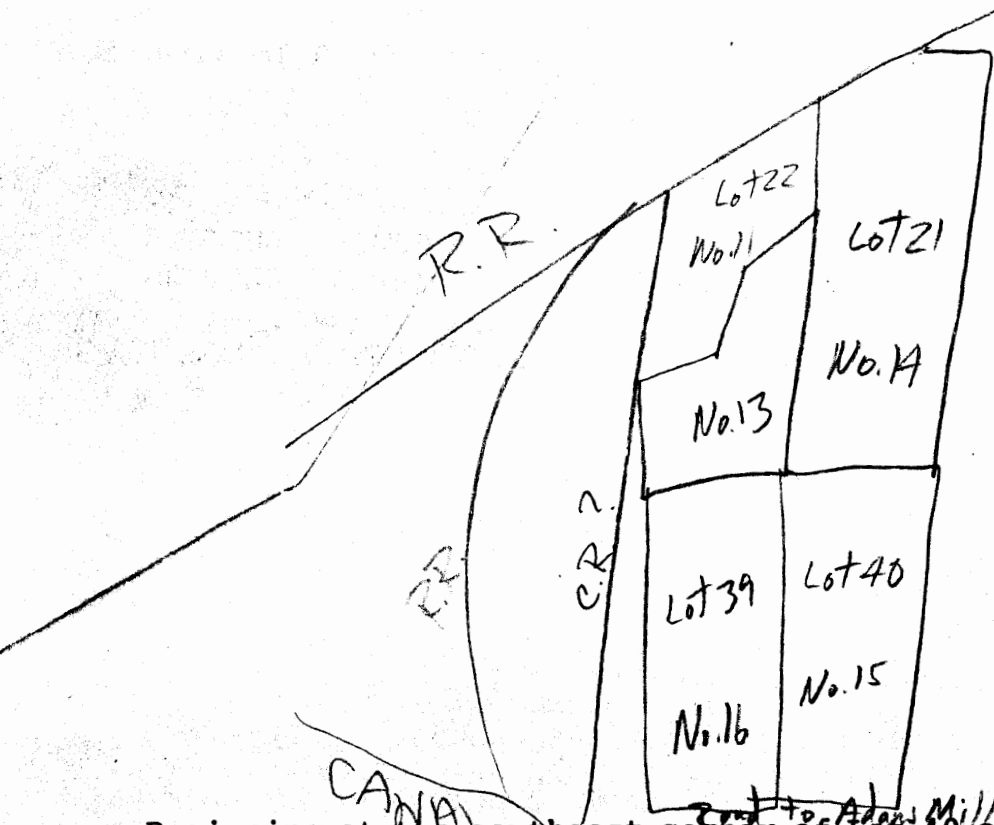 Lot 22
R.R.
No. 11
Lot 21
No. 14
No. 13
C.R. 2.
R.R.
Lot 40
Lot 39
No. 15
No. 16
CANAL
Road to Adams Mill